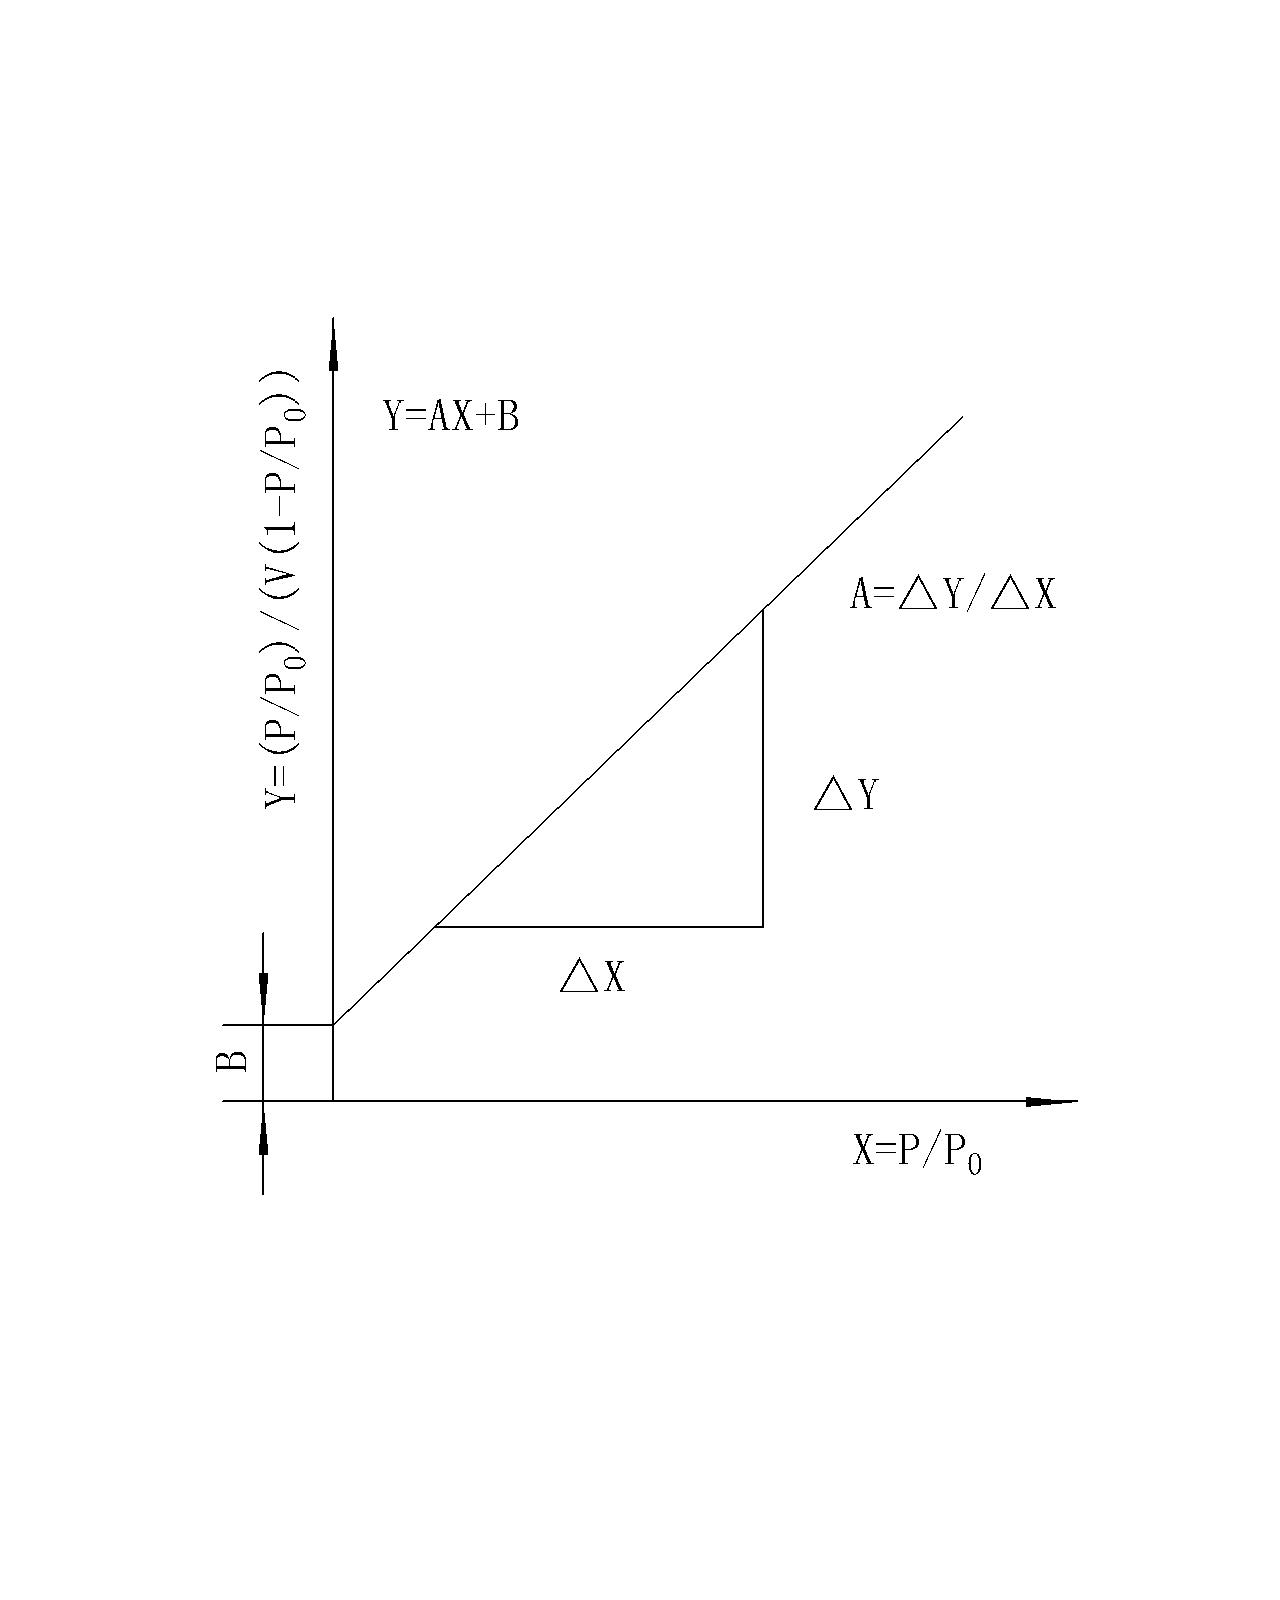 Y=(P/P₀)/(V(1-P/P₀))
Y=AX+B
A=△Y/△X
△Y
△X
B
X=P/P₀